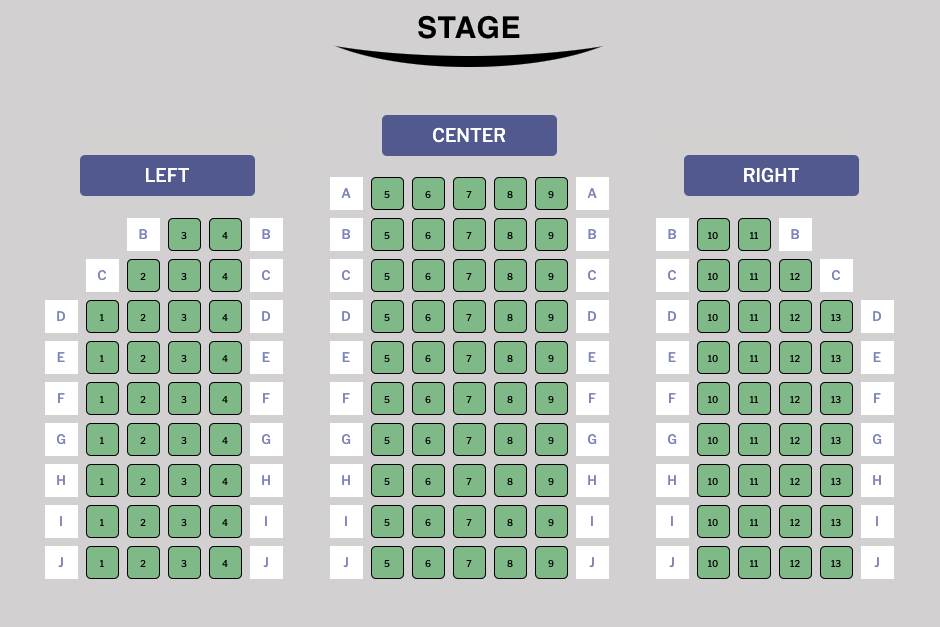 STAGE
CENTER
LEFT
RIGHT
A 5 6 7 8 9 A
B 3 4 B B 5 6 7 8 9 B B 10 11 B
C 2 3 4 C C 5 6 7 8 9 C C 10 11 12 C
D 1 2 3 4 D D 5 6 7 8 9 D D 10 11 12 13 D
E 1 2 3 4 E E 5 6 7 8 9 E E 10 11 12 13 E
F 1 2 3 4 F F 5 6 7 8 9 F F 10 11 12 13 F
G 1 2 3 4 G G 5 6 7 8 9 G G 10 11 12 13 G
H 1 2 3 4 H H 5 6 7 8 9 H H 10 11 12 13 H
I 1 2 3 4 I I 5 6 7 8 9 I I 10 11 12 13 I
J 1 2 3 4 J J 5 6 7 8 9 J J 10 11 12 13 J